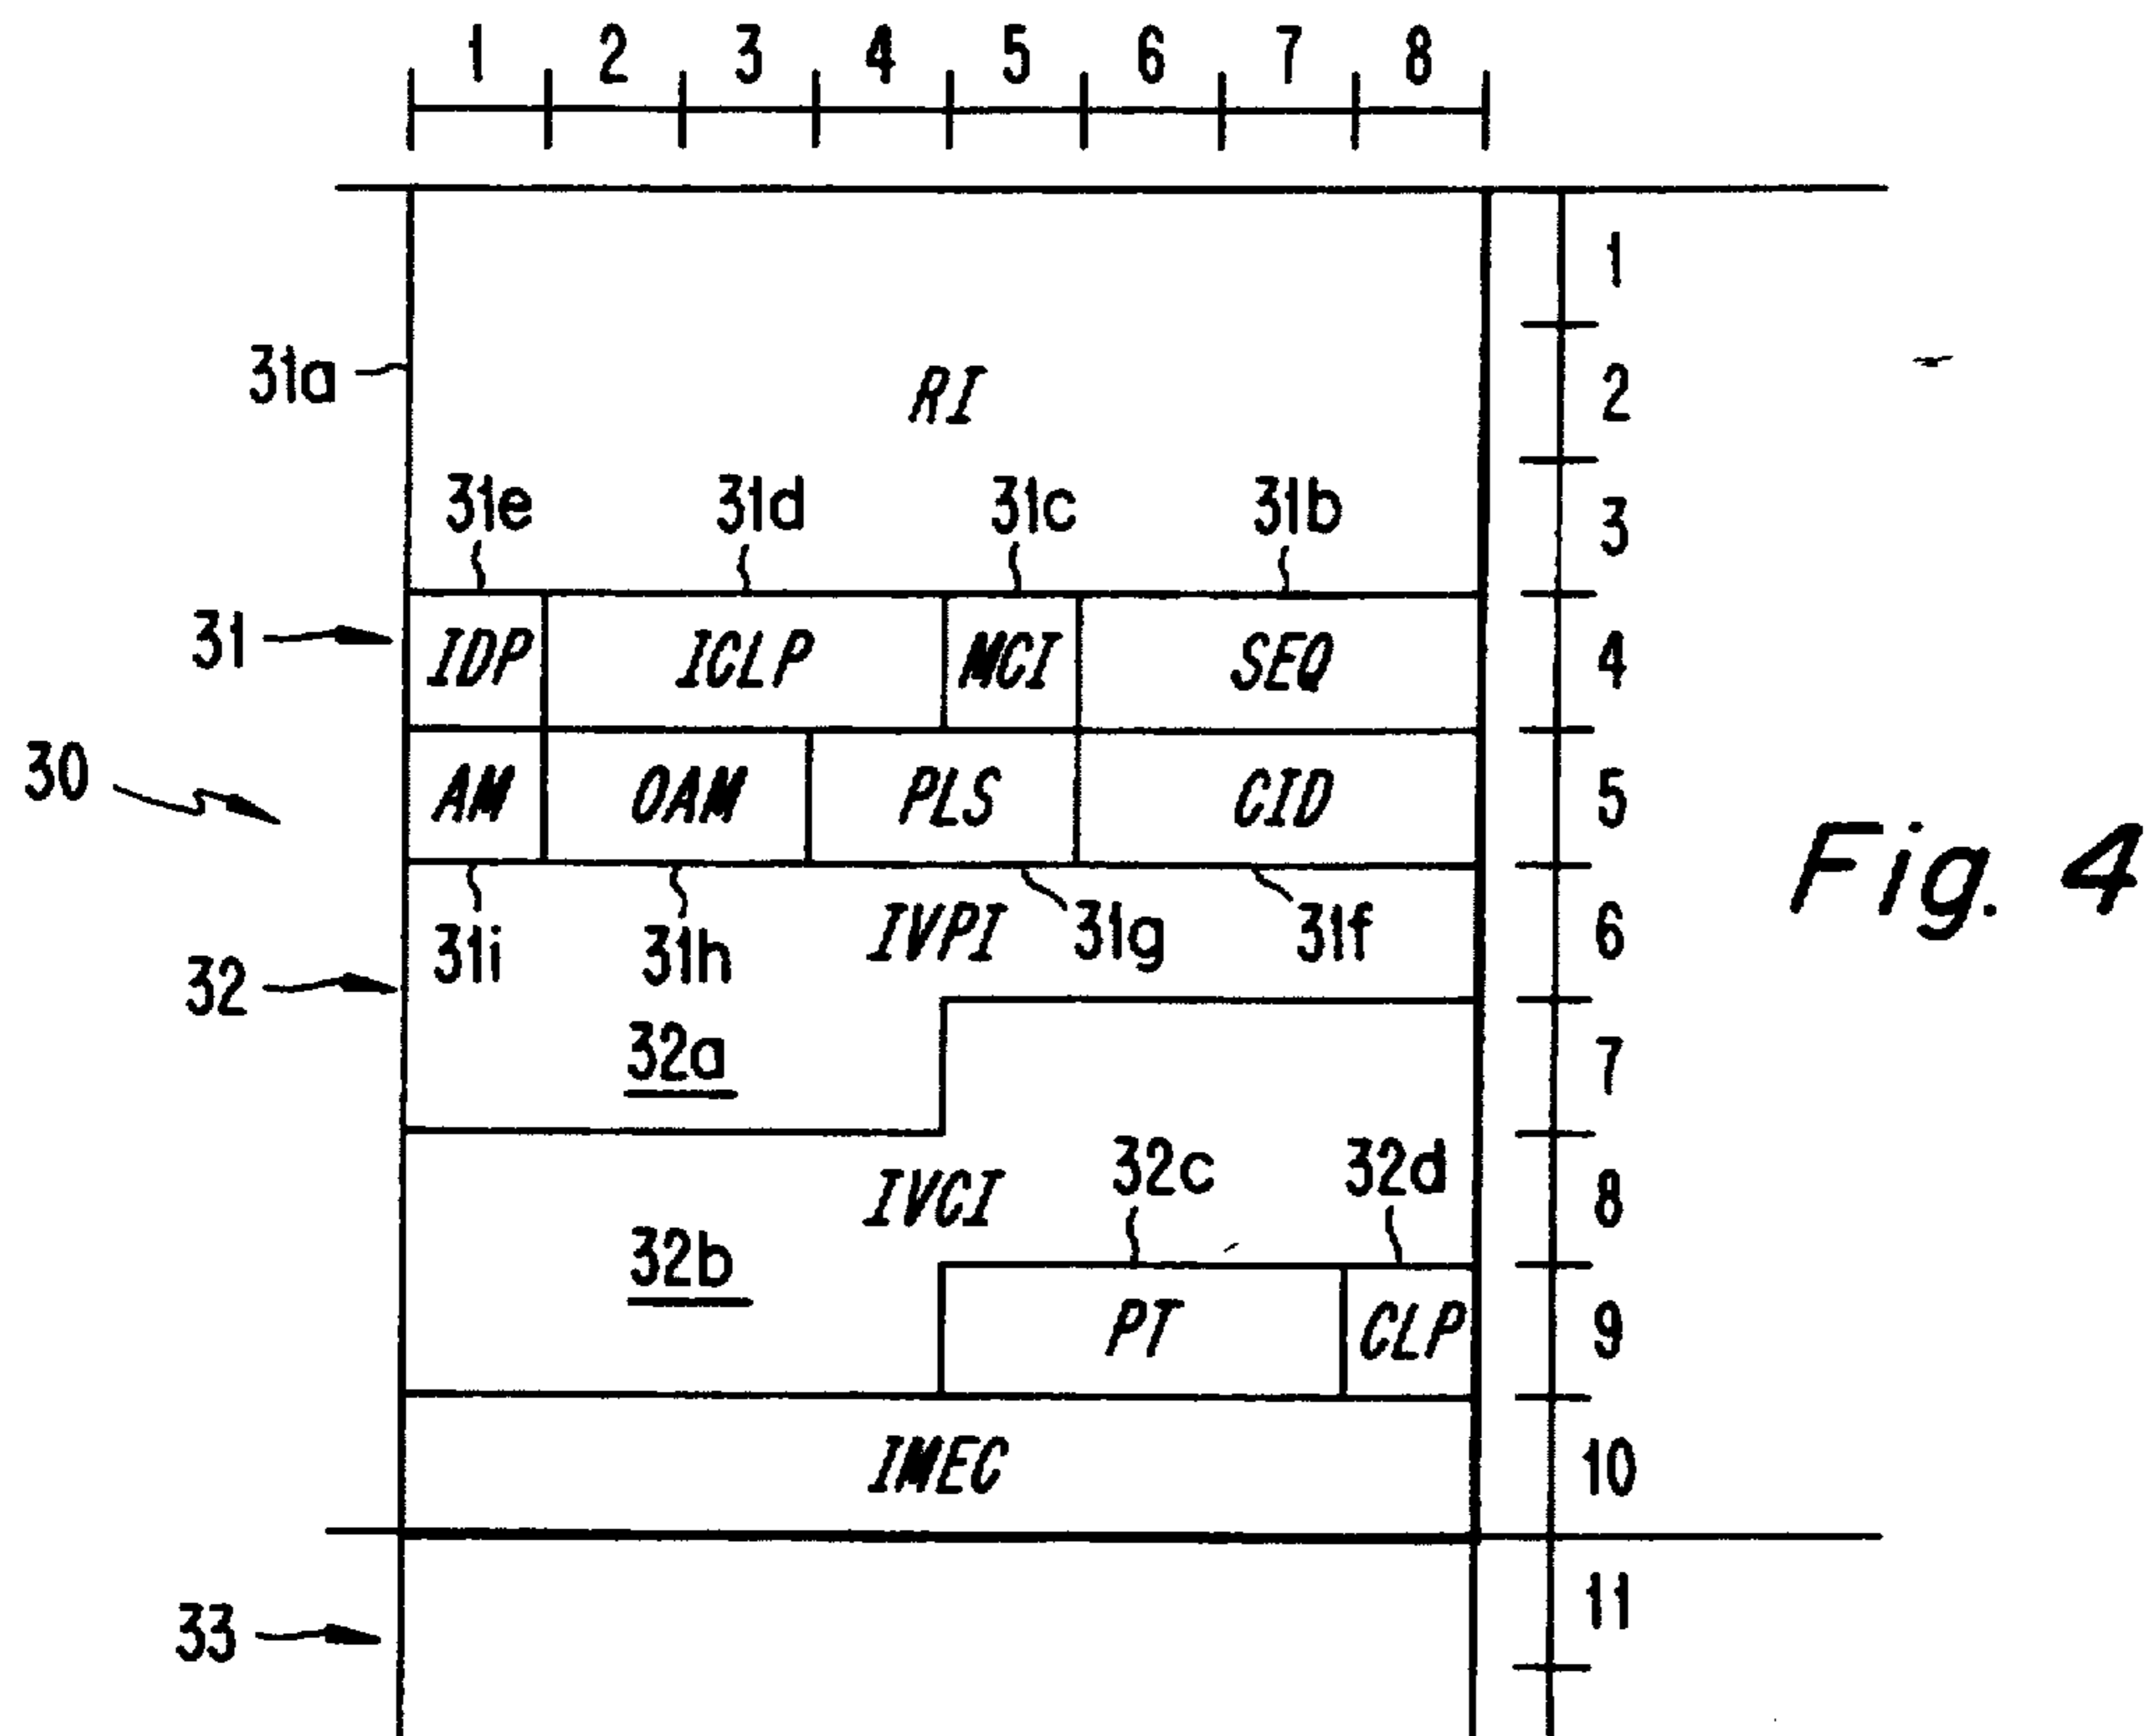 1 2 3 4 5 6 7 8
1
31a
RI
2
31e 31d 31c 31b
3
31
IDP ICLP MCI SEQ
4
30
AM OAM PLS CID
5
Fig. 4
31i 31h IVPI 31g 31f
6
32
32a
7
32c 32d
IVCI
8
32b
PT CLP
9
IMEC
10
33
11